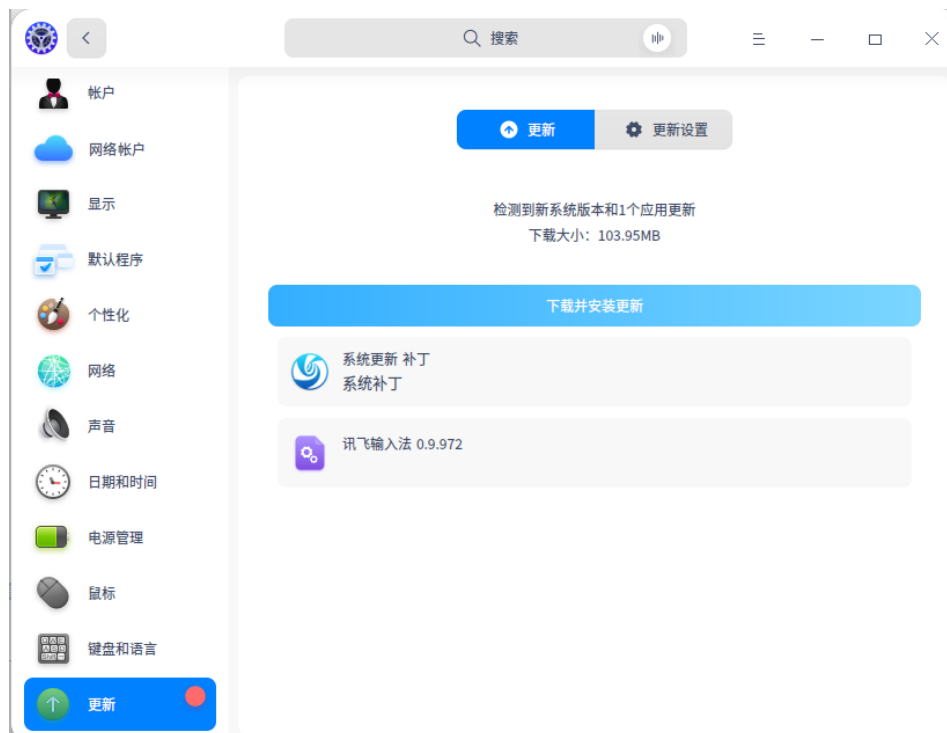 搜索
帐户
网络帐户
显示
默认程序
个性化
网络
声音
日期和时间
电源管理
鼠标
键盘和语言
更新
更新
更新设置
检测到新系统版本和1个应用更新
下载大小：103.95MB
下载并安装更新
系统更新 补丁
系统补丁
讯飞输入法 0.9.972